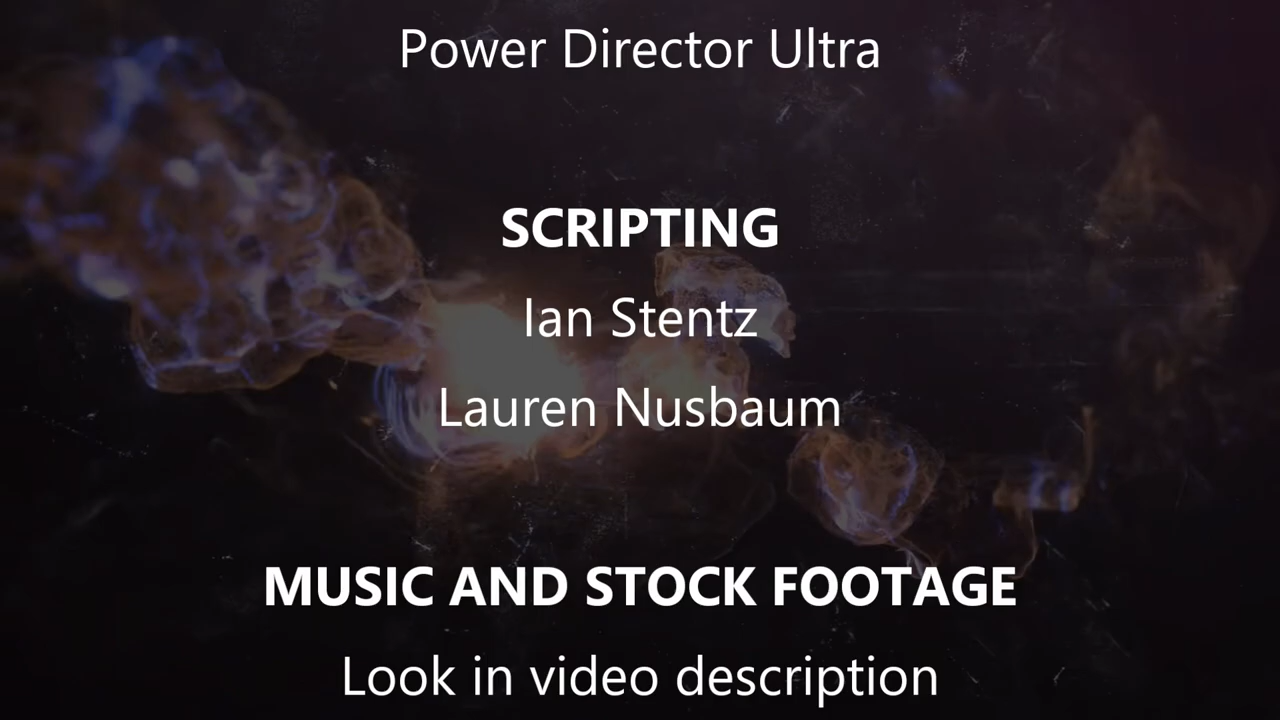 Power Director Ultra
SCRIPTING
Ian Stentz
Lauren Nusbaum
MUSIC AND STOCK FOOTAGE
Look in video description